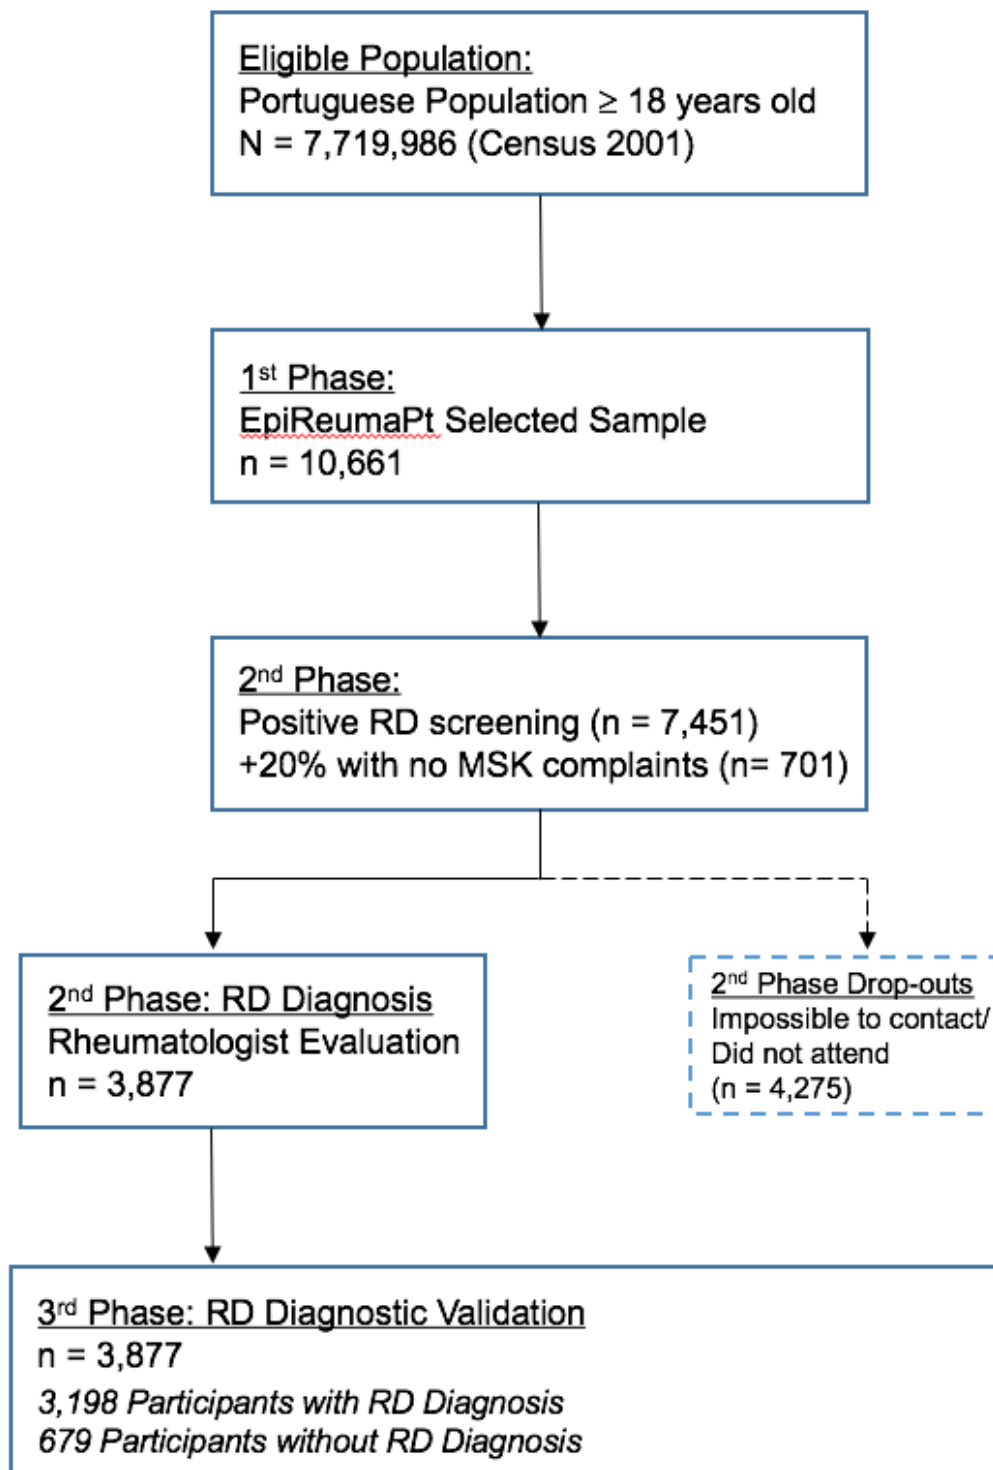 Eligible Population:
Portuguese Population ≥ 18 years old
N = 7,719,986 (Census 2001)
1st Phase:
EpiReumaPt Selected Sample
n = 10,661
2nd Phase:
Positive RD screening (n = 7,451)
+20% with no MSK complaints (n= 701)
2nd Phase: RD Diagnosis
Rheumatologist Evaluation
n = 3,877
2nd Phase Drop-outs
Impossible to contact/
Did not attend
(n = 4,275)
3rd Phase: RD Diagnostic Validation
n = 3,877
3,198 Participants with RD Diagnosis
679 Participants without RD Diagnosis